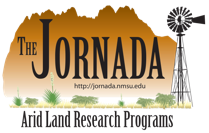 THE JORNADA
http://jornada.nmsu.edu
Arid Land Research Programs